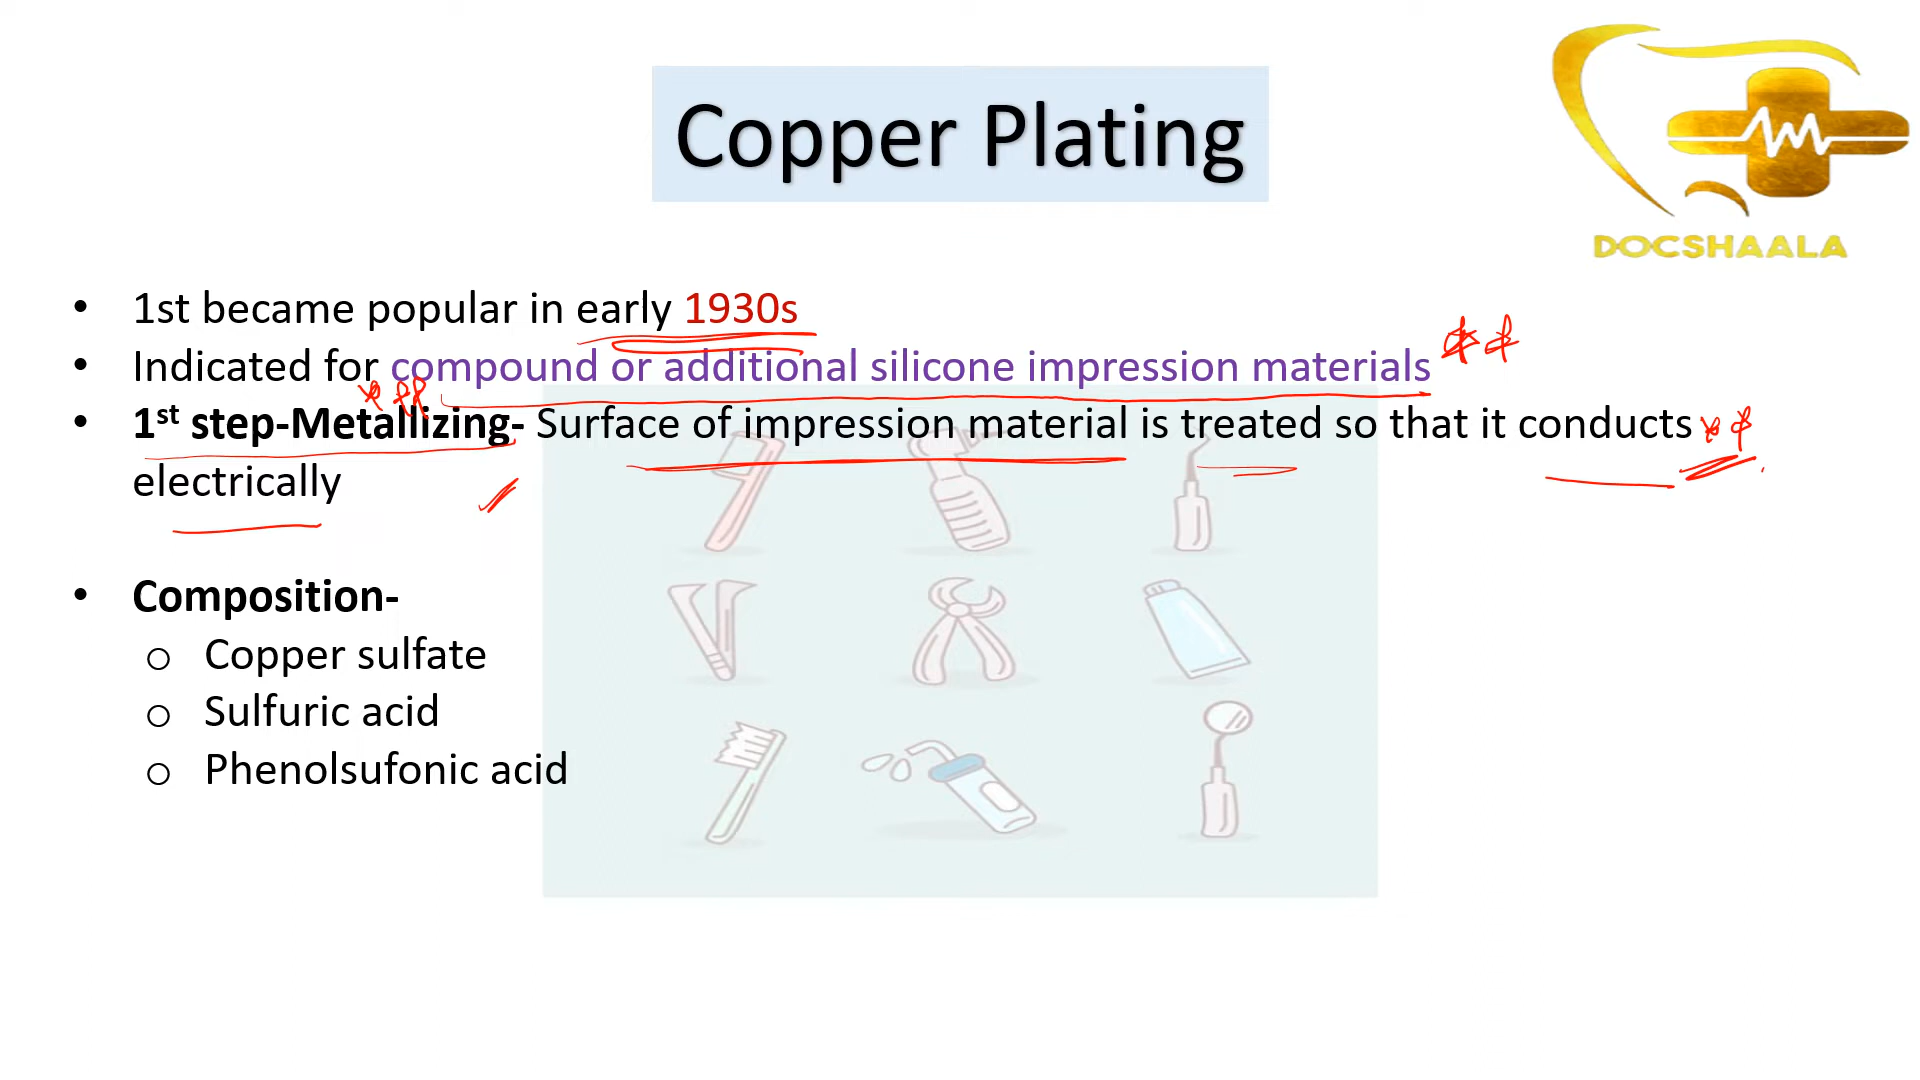 Copper Plating
DOCSHAALA
• 1st became popular in early 1930s
• Indicated for compound or additional silicone impression materials
• 1st step-Metallizing- Surface of impression material is treated so that it conducts
electrically
• Composition-
o Copper sulfate
o Sulfuric acid
o Phenolsufonic acid